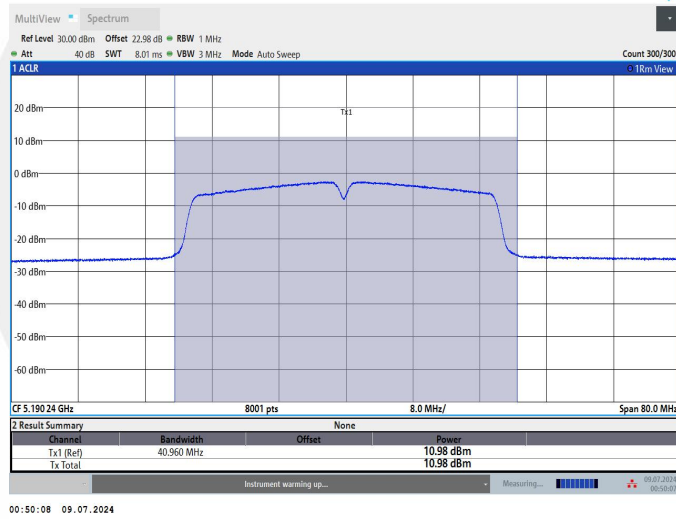 MultiView Spectrum
Ref Level 30.00 dBm Offset 22.98 dB RBW 1 MHz
Att 40 dB SWT 8.01 ms VBW 3 MHz Mode Auto Sweep Count 300/300
1 ACLR 1Rm View
Tx1
20 dBm
10 dBm
0 dBm
-10 dBm
-20 dBm
-30 dBm
-40 dBm
-50 dBm
-60 dBm
CF 5.190 24 GHz 8001 pts 8.0 MHz/ Span 80.0 MHz
2 Result Summary None
Channel Bandwidth Offset Power
Tx1 (Ref) 40.960 MHz 10.98 dBm
Tx Total 10.98 dBm
Instrument warming up... Measuring... 09.07.2024
00:50:07
00:50:08 09.07.2024